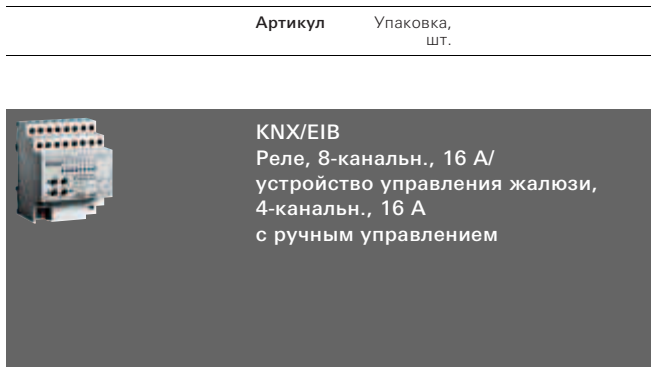 Артикул Упаковка,
шт.
KNX/EIB
Реле, 8-канальн., 16 А/
устройство управления жалюзи,
4-канальн., 16 А
с ручным управлением